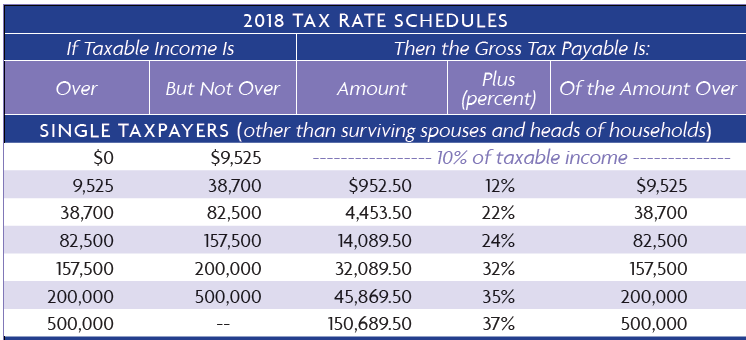 2018 TAX RATE SCHEDULES
If Taxable Income Is Then the Gross Tax Payable Is:
Over But Not Over Amount Plus (percent) Of the Amount Over
SINGLE TAXPAYERS (other than surviving spouses and heads of households)
$0 $9,525 ----------------- 10% of taxable income --------------
9,525 38,700 $952.50 12% $9,525
38,700 82,500 4,453.50 22% 38,700
82,500 157,500 14,089.50 24% 82,500
157,500 200,000 32,089.50 32% 157,500
200,000 500,000 45,869.50 35% 200,000
500,000 -- 150,689.50 37% 500,000